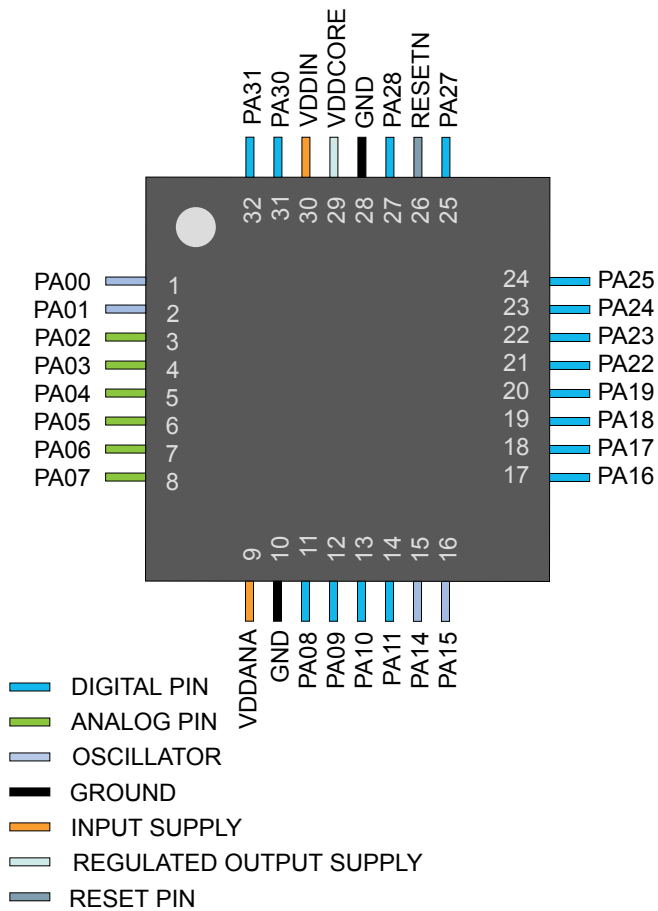 PA31
PA30
VDDIN
VDDCORE
GND
PA28
RESETN
PA27
32
31
30
29
28
27
26
25
PA00
1
24
PA25
PA01
2
23
PA24
PA02
3
22
PA23
PA03
4
21
PA22
PA04
5
20
PA19
PA05
6
19
PA18
PA06
7
18
PA17
PA07
8
17
PA16
9
10
11
12
13
14
15
16
VDDANA
GND
PA08
PA09
PA10
PA11
PA14
PA15
DIGITAL PIN
ANALOG PIN
OSCILLATOR
GROUND
INPUT SUPPLY
REGULATED OUTPUT SUPPLY
RESET PIN